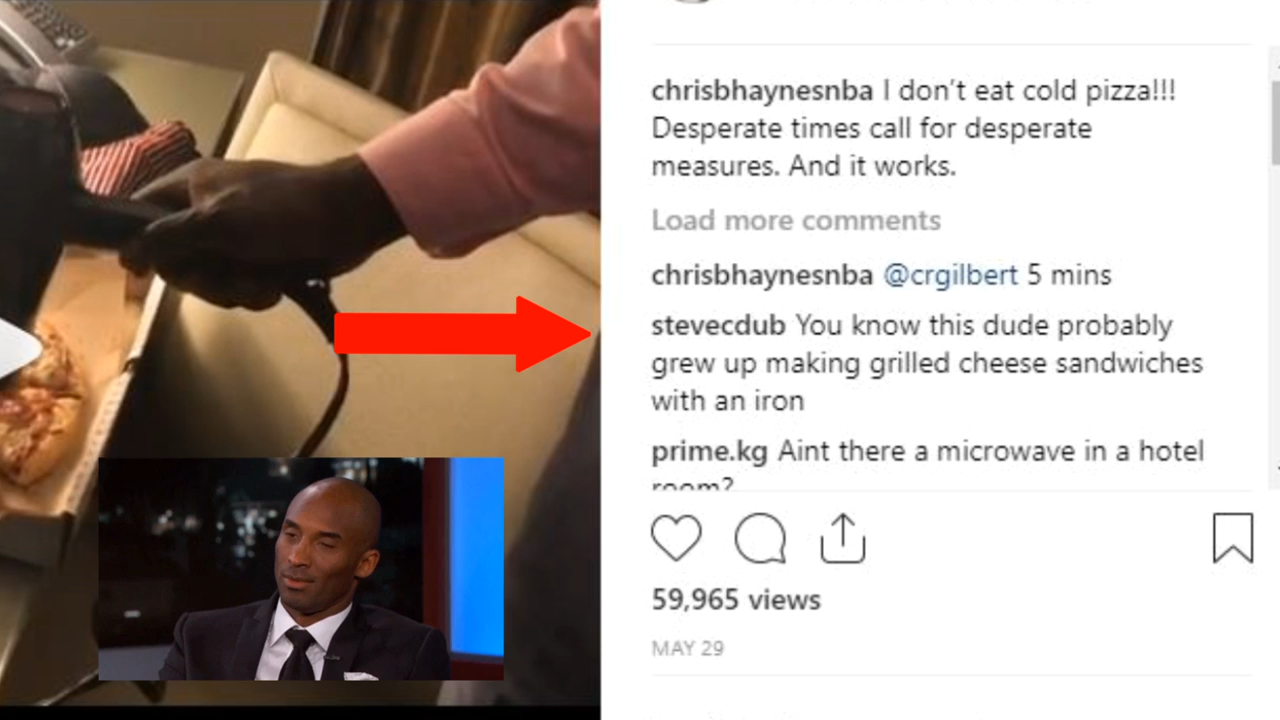 chrisbhaynesnba I don't eat cold pizza!!!
Desperate times call for desperate
measures. And it works.
Load more comments
chrisbhaynesnba @crgilbert 5 mins
stevecdub You know this dude probably
grew up making grilled cheese sandwiches
with an iron
prime.kg Aint there a microwave in a hotel
room?
59,965 views
MAY 29